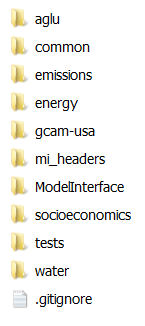 aglu
common
emissions
energy
gcam-usa
mi_headers
ModelInterface
socioeconomics
tests
water
.gitignore